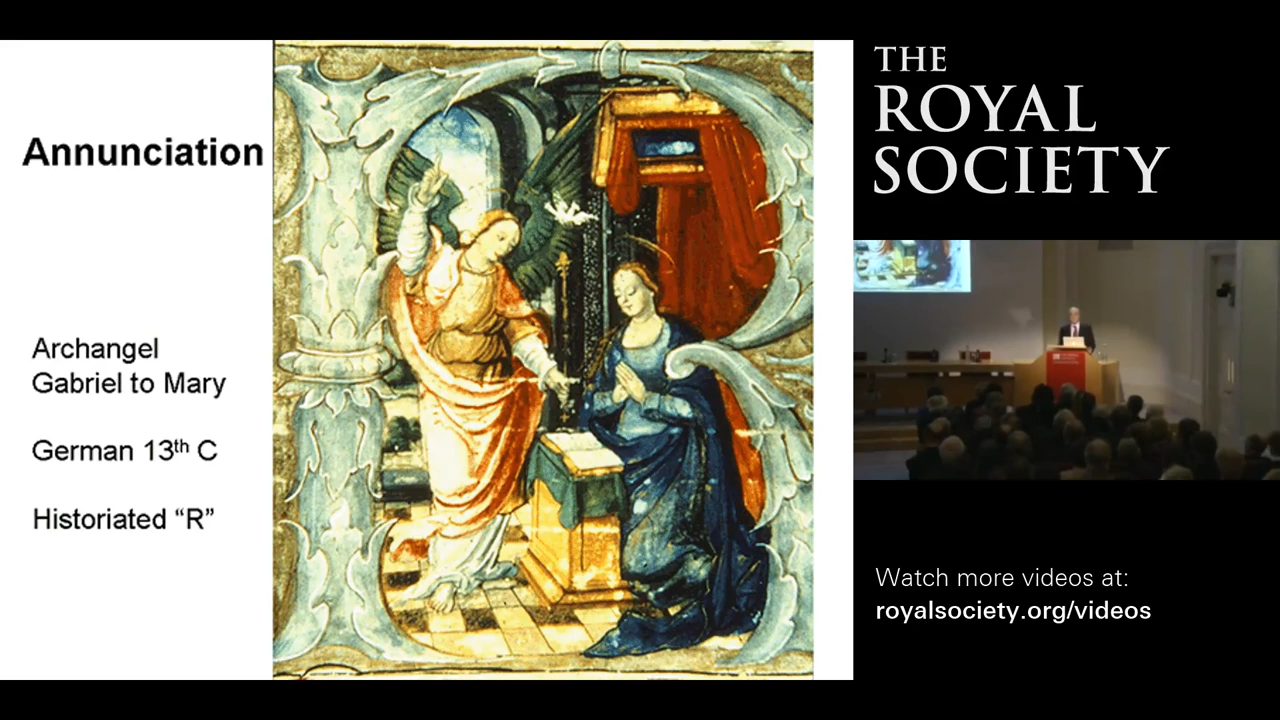 Annunciation
Archangel
Gabriel to Mary
German 13th C
Historiated “R”
THE
ROYAL
SOCIETY
Watch more videos at:
royalsociety.org/videos